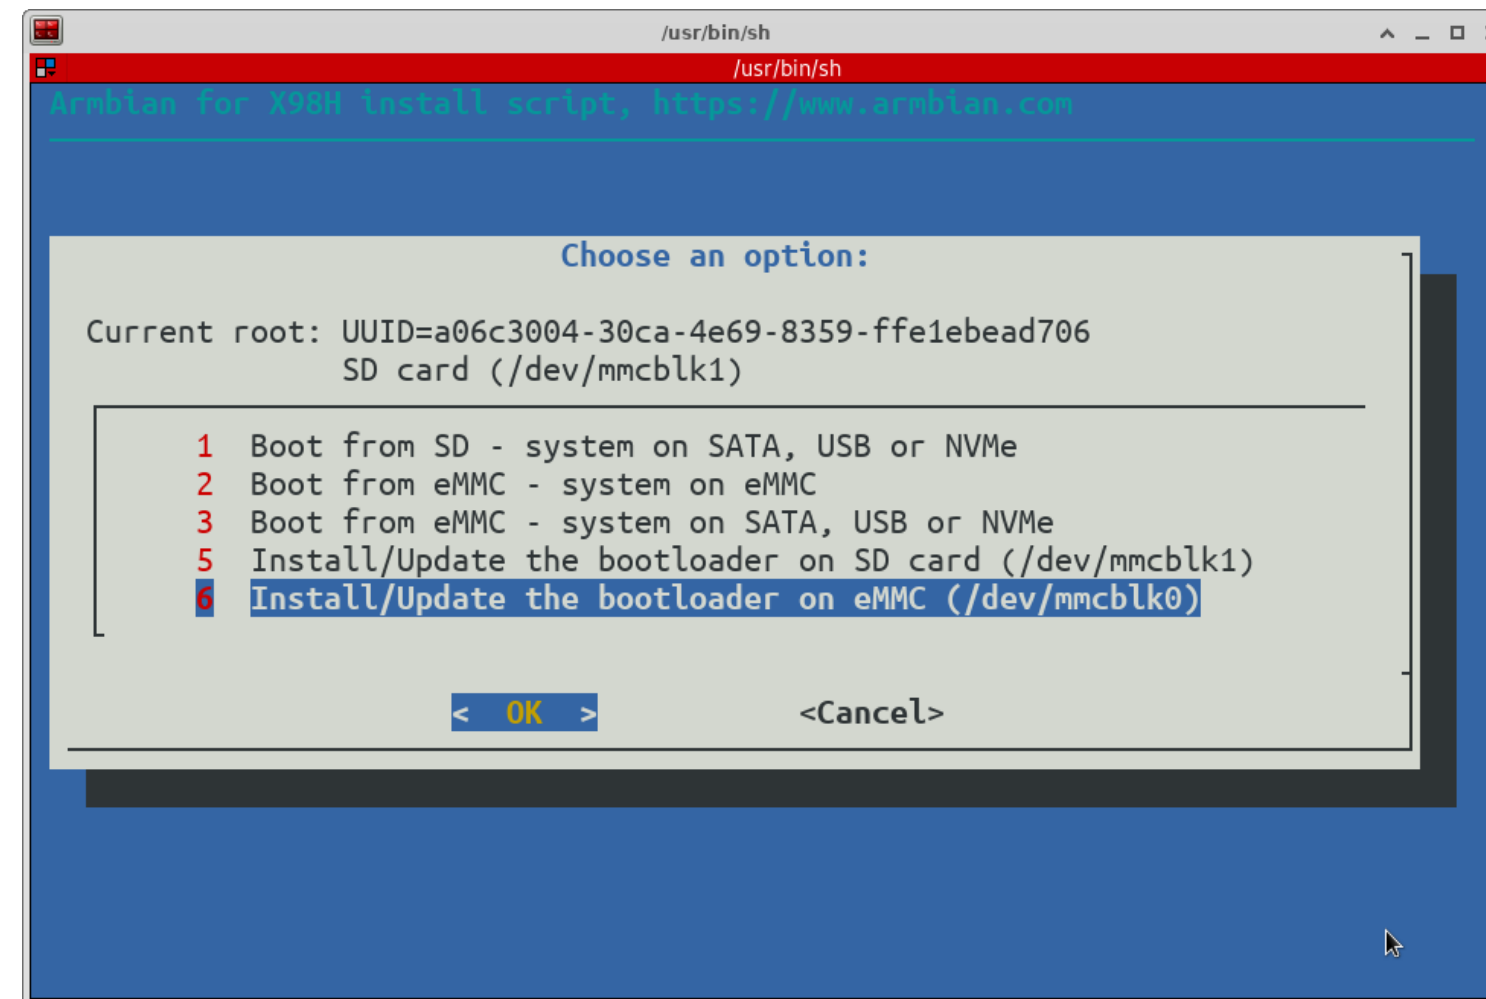 /usr/bin/sh
/usr/bin/sh
Armbian for X98H install script, https://www.armbian.com
Choose an option:
Current root: UUID=a06c3004-30ca-4e69-8359-ffe1ebead706
SD card (/dev/mmcblk1)
1 Boot from SD - system on SATA, USB or NVMe
2 Boot from eMMC - system on eMMC
3 Boot from eMMC - system on SATA, USB or NVMe
5 Install/Update the bootloader on SD card (/dev/mmcblk1)
6 Install/Update the bootloader on eMMC (/dev/mmcblk0)
< OK > <Cancel>